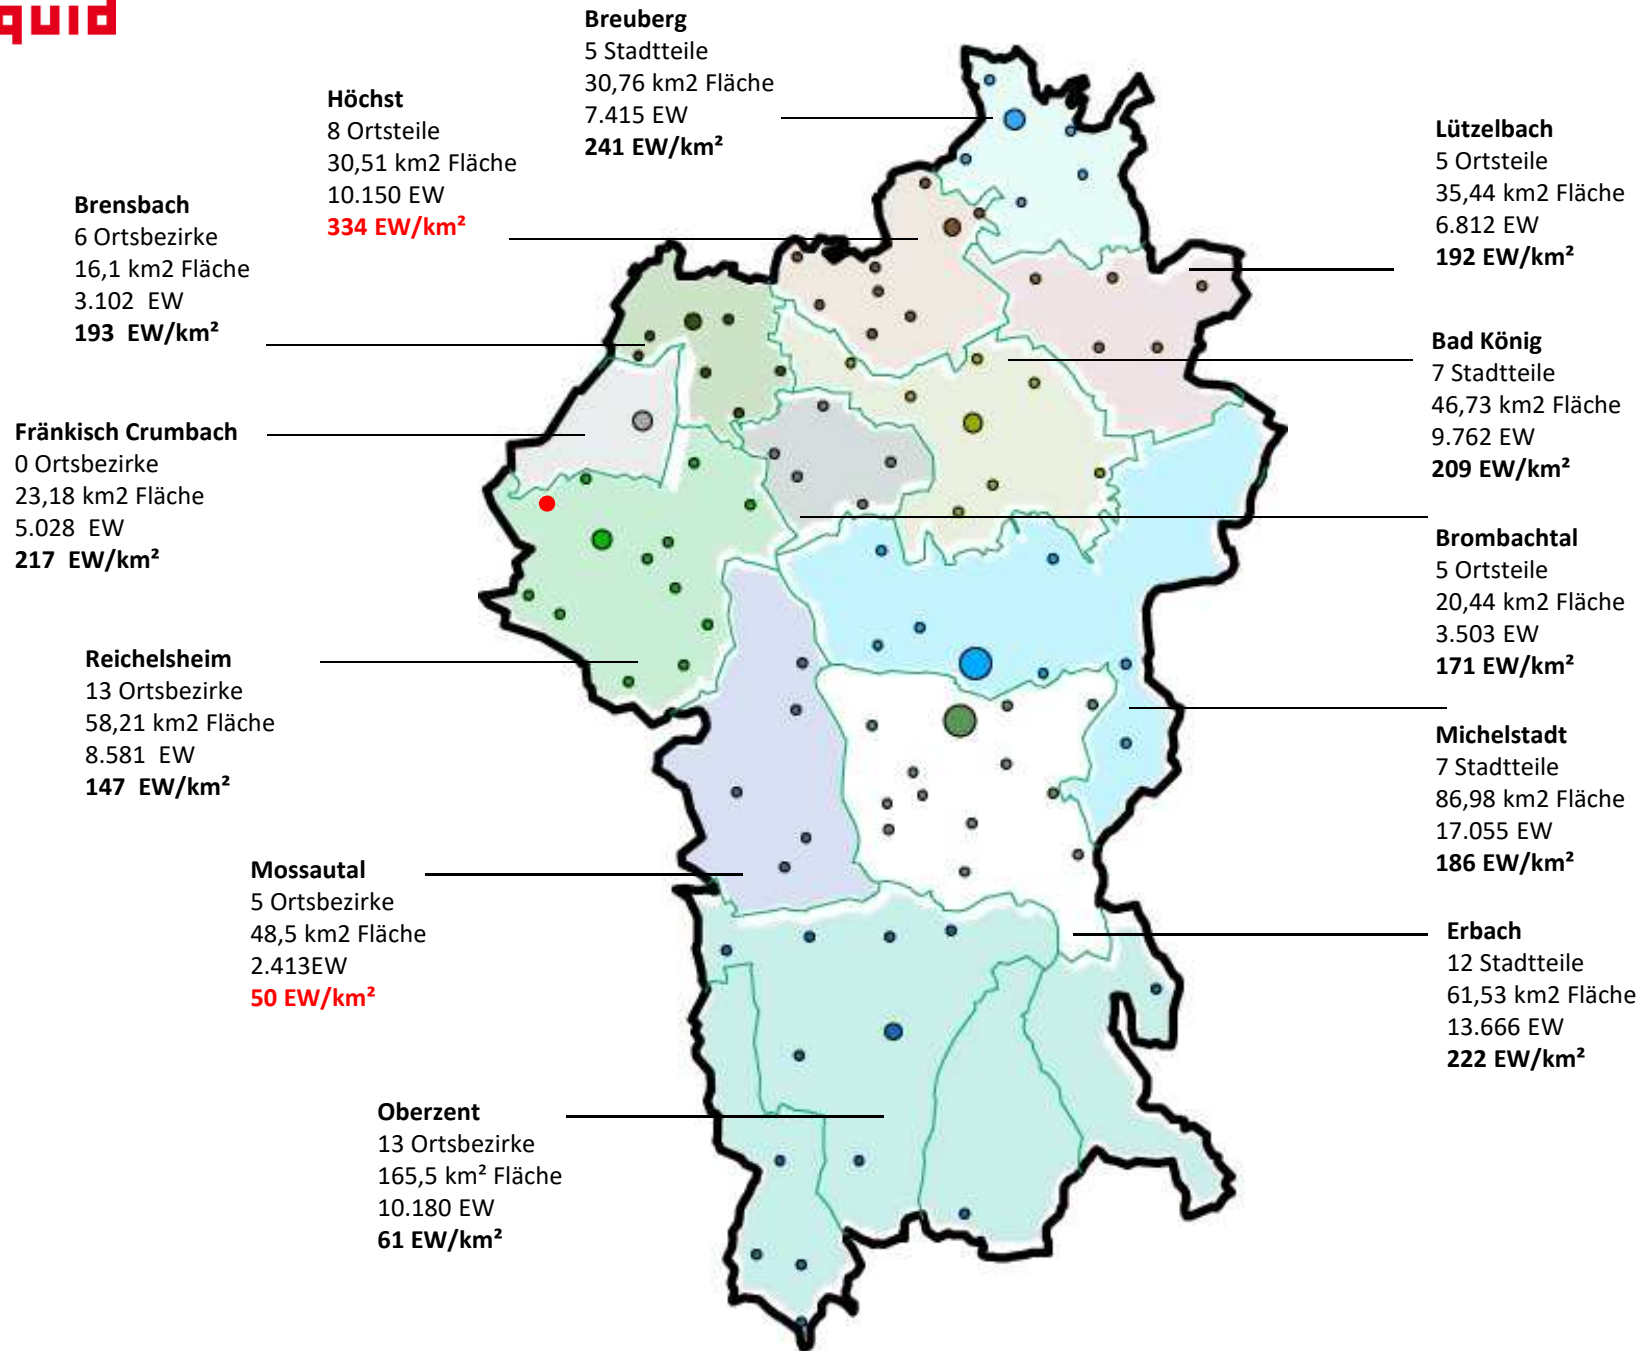 quid
Breuberg
5 Stadtteile
30,76 km2 Fläche
7.415 EW
241 EW/km²
Höchst
8 Ortsteile
30,51 km2 Fläche
10.150 EW
334 EW/km²
Lützelbach
5 Ortsteile
35,44 km2 Fläche
6.812 EW
192 EW/km²
Brensbach
6 Ortsbezirke
16,1 km2 Fläche
3.102 EW
193 EW/km²
Bad König
7 Stadtteile
46,73 km2 Fläche
9.762 EW
209 EW/km²
Fränkisch Crumbach
0 Ortsbezirke
23,18 km2 Fläche
5.028 EW
217 EW/km²
Brombachtal
5 Ortsteile
20,44 km2 Fläche
3.503 EW
171 EW/km²
Reichelsheim
13 Ortsbezirke
58,21 km2 Fläche
8.581 EW
147 EW/km²
Michelstadt
7 Stadtteile
86,98 km2 Fläche
17.055 EW
186 EW/km²
Mossautal
5 Ortsbezirke
48,5 km2 Fläche
2.413EW
50 EW/km²
Erbach
12 Stadtteile
61,53 km2 Fläche
13.666 EW
222 EW/km²
Oberzent
13 Ortsbezirke
165,5 km² Fläche
10.180 EW
61 EW/km²